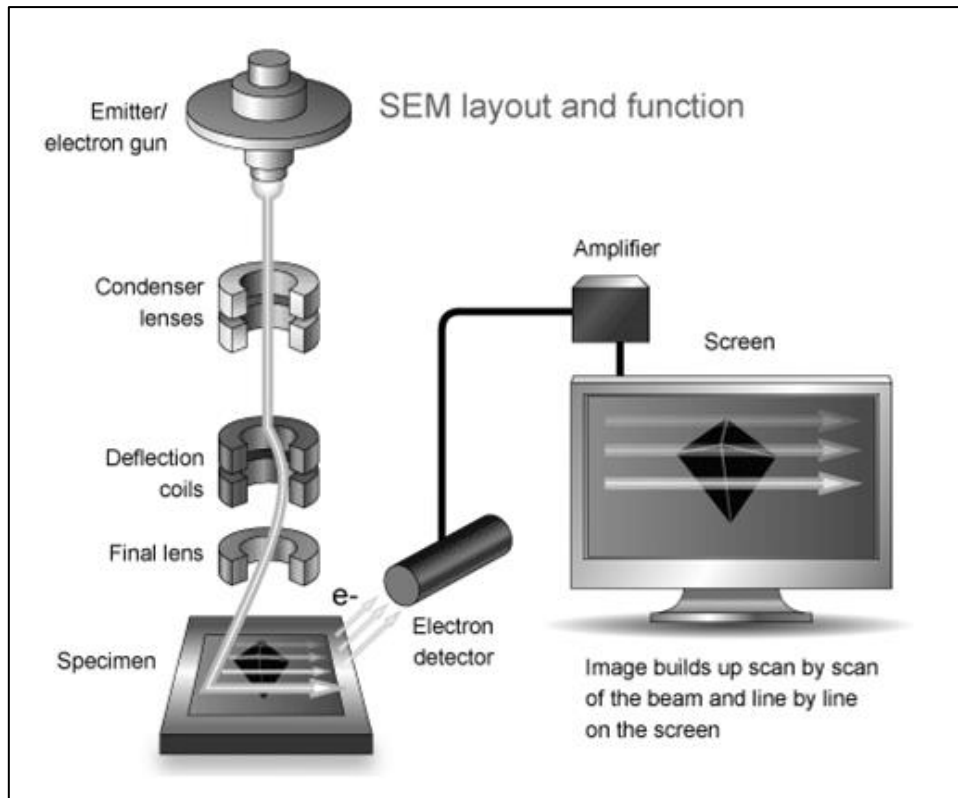 SEM layout and function
Emitter/
electron gun
Condenser
lenses
Amplifier
Screen
Deflection
coils
Final lens
e-
Electron
detector
Specimen
Image builds up scan by scan
of the beam and line by line
on the screen